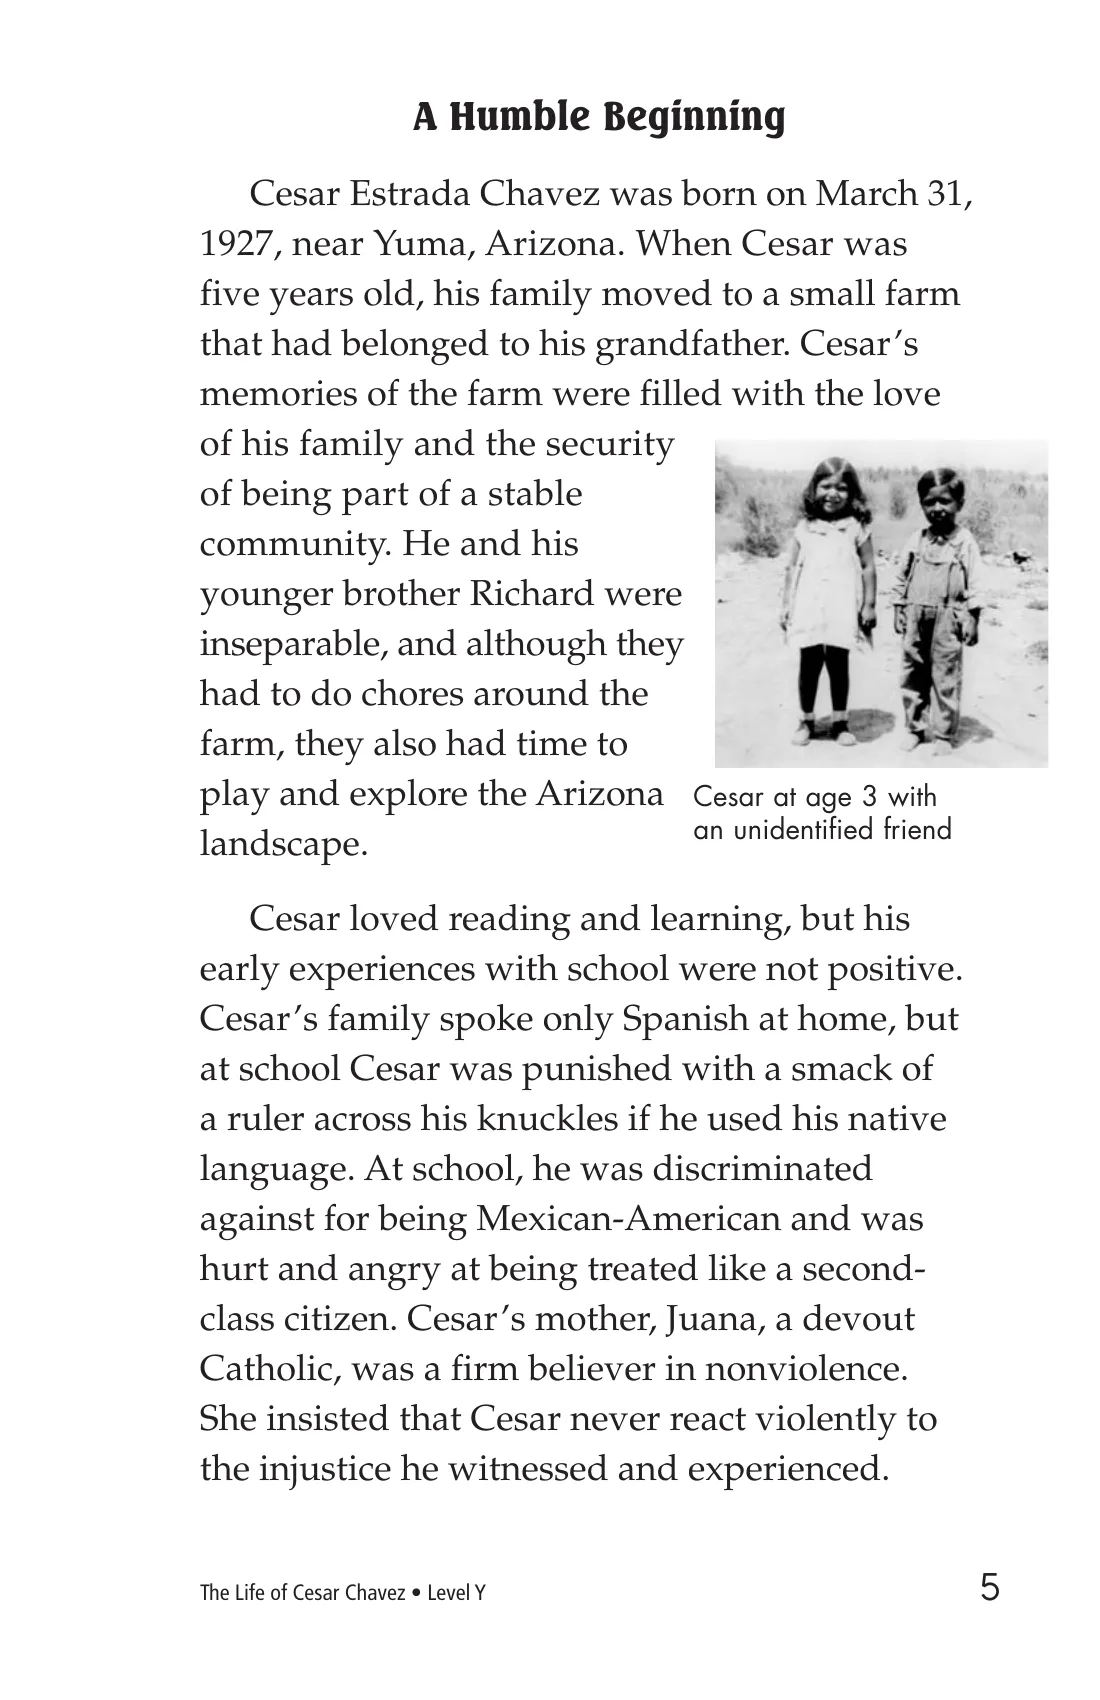 A Humble Beginning
Cesar Estrada Chavez was born on March 31,
1927, near Yuma, Arizona. When Cesar was
five years old, his family moved to a small farm
that had belonged to his grandfather. Cesar’s
memories of the farm were filled with the love
of his family and the security
of being part of a stable
community. He and his
younger brother Richard were
inseparable, and although they
had to do chores around the
farm, they also had time to
play and explore the Arizona
landscape.
Cesar at age 3 with
an unidentified friend
Cesar loved reading and learning, but his
early experiences with school were not positive.
Cesar’s family spoke only Spanish at home, but
at school Cesar was punished with a smack of
a ruler across his knuckles if he used his native
language. At school, he was discriminated
against for being Mexican-American and was
hurt and angry at being treated like a second-
class citizen. Cesar’s mother, Juana, a devout
Catholic, was a firm believer in nonviolence.
She insisted that Cesar never react violently to
the injustice he witnessed and experienced.
The Life of Cesar Chavez • Level Y
5